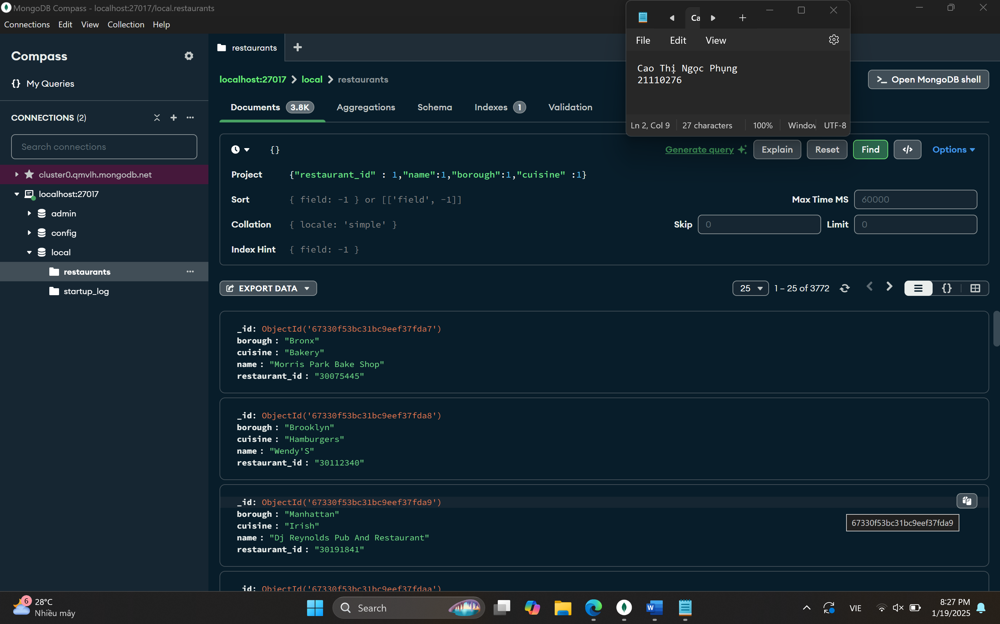 MongoDB Compass - localhost:27017/local.restaurants
Connections Edit View Collection Help
Compass
{} My Queries
CONNECTIONS (2)
Search connections
cluster0.qmvlh.mongodb.net
localhost:27017
admin
config
local
restaurants
startup_log
restaurants
localhost:27017 > local > restaurants
>_ Open MongoDB shell
Documents 3.8K Aggregations Schema Indexes 1 Validation
Ca
File Edit View
Cao Thị Ngọc Phụng
21110276
Ln 2, Col 9 27 characters 100% Window UTF-8
{} Generate query Explain Reset Find </> Options
Project {"restaurant_id" : 1,"name":1,"borough":1,"cuisine" :1}
Sort { field: -1 } or [['field', -1]] Max Time MS 60000
Collation { locale: 'simple' } Skip 0 Limit 0
Index Hint { field: -1 }
EXPORT DATA 25 1 – 25 of 3772 {}
_id: ObjectId('67330f53bc31bc9eef37fda7')
borough : "Bronx"
cuisine : "Bakery"
name : "Morris Park Bake Shop"
restaurant_id : "30075445"
_id: ObjectId('67330f53bc31bc9eef37fda8')
borough : "Brooklyn"
cuisine : "Hamburgers"
name : "Wendy'S"
restaurant_id : "30112340"
_id: ObjectId('67330f53bc31bc9eef37fda9')
borough : "Manhattan"
cuisine : "Irish"
name : "Dj Reynolds Pub And Restaurant"
restaurant_id : "30191841"
67330f53bc31bc9eef37fda9
_id: ObjectId('67330f53bc31bc9eef37fdaa')
6 28°C
Nhiều mây
Search
W
VIE
8:27 PM
1/19/2025